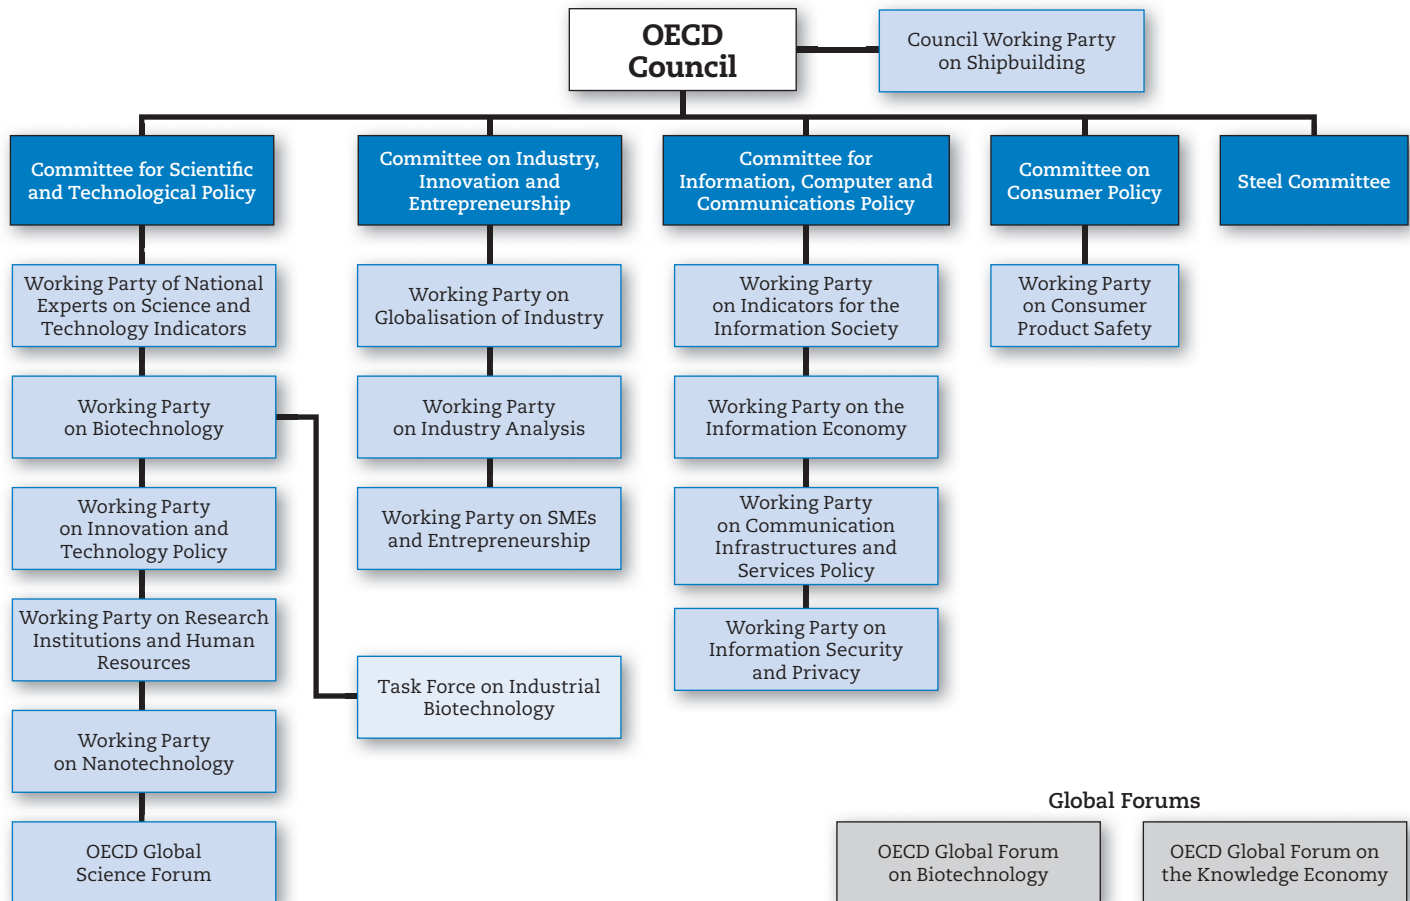 OECD
Council
Council Working Party
on Shipbuilding
Committee for Scientific
and Technological Policy
Committee on Industry,
Innovation and
Entrepreneurship
Committee for
Information, Computer and
Communications Policy
Committee on
Consumer Policy
Steel Committee
Working Party of National
Experts on Science and
Technology Indicators
Working Party
on Biotechnology
Working Party
on Innovation and
Technology Policy
Working Party on Research
Institutions and Human
Resources
Working Party
on Nanotechnology
OECD Global
Science Forum
Working Party on
Globalisation of Industry
Working Party
on Industry Analysis
Working Party on SMEs
and Entrepreneurship
Task Force on Industrial
Biotechnology
Working Party
on Indicators for the
Information Society
Working Party on the
Information Economy
Working Party
on Communication
Infrastructures and
Services Policy
Working Party on
Information Security
and Privacy
Working Party
on Consumer
Product Safety
Global Forums
OECD Global Forum
on Biotechnology
OECD Global Forum on
the Knowledge Economy